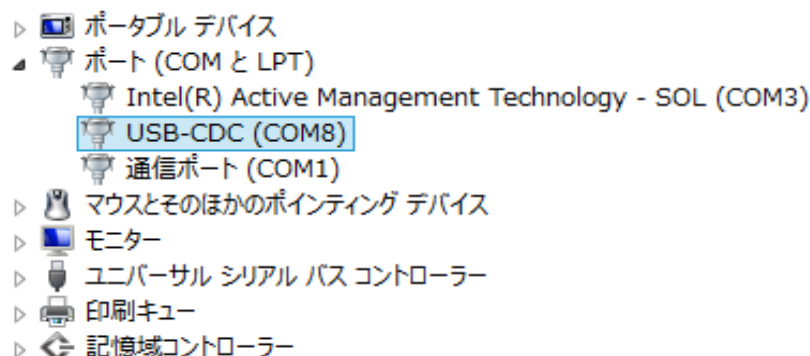 ポータブル デバイス
ポート (COM と LPT)
Intel(R) Active Management Technology - SOL (COM3)
USB-CDC (COM8)
通信ポート (COM1)
マウスとそのほかのポインティング デバイス
モニター
ユニバーサル シリアル バス コントローラー
印刷キュー
記憶域コントローラー